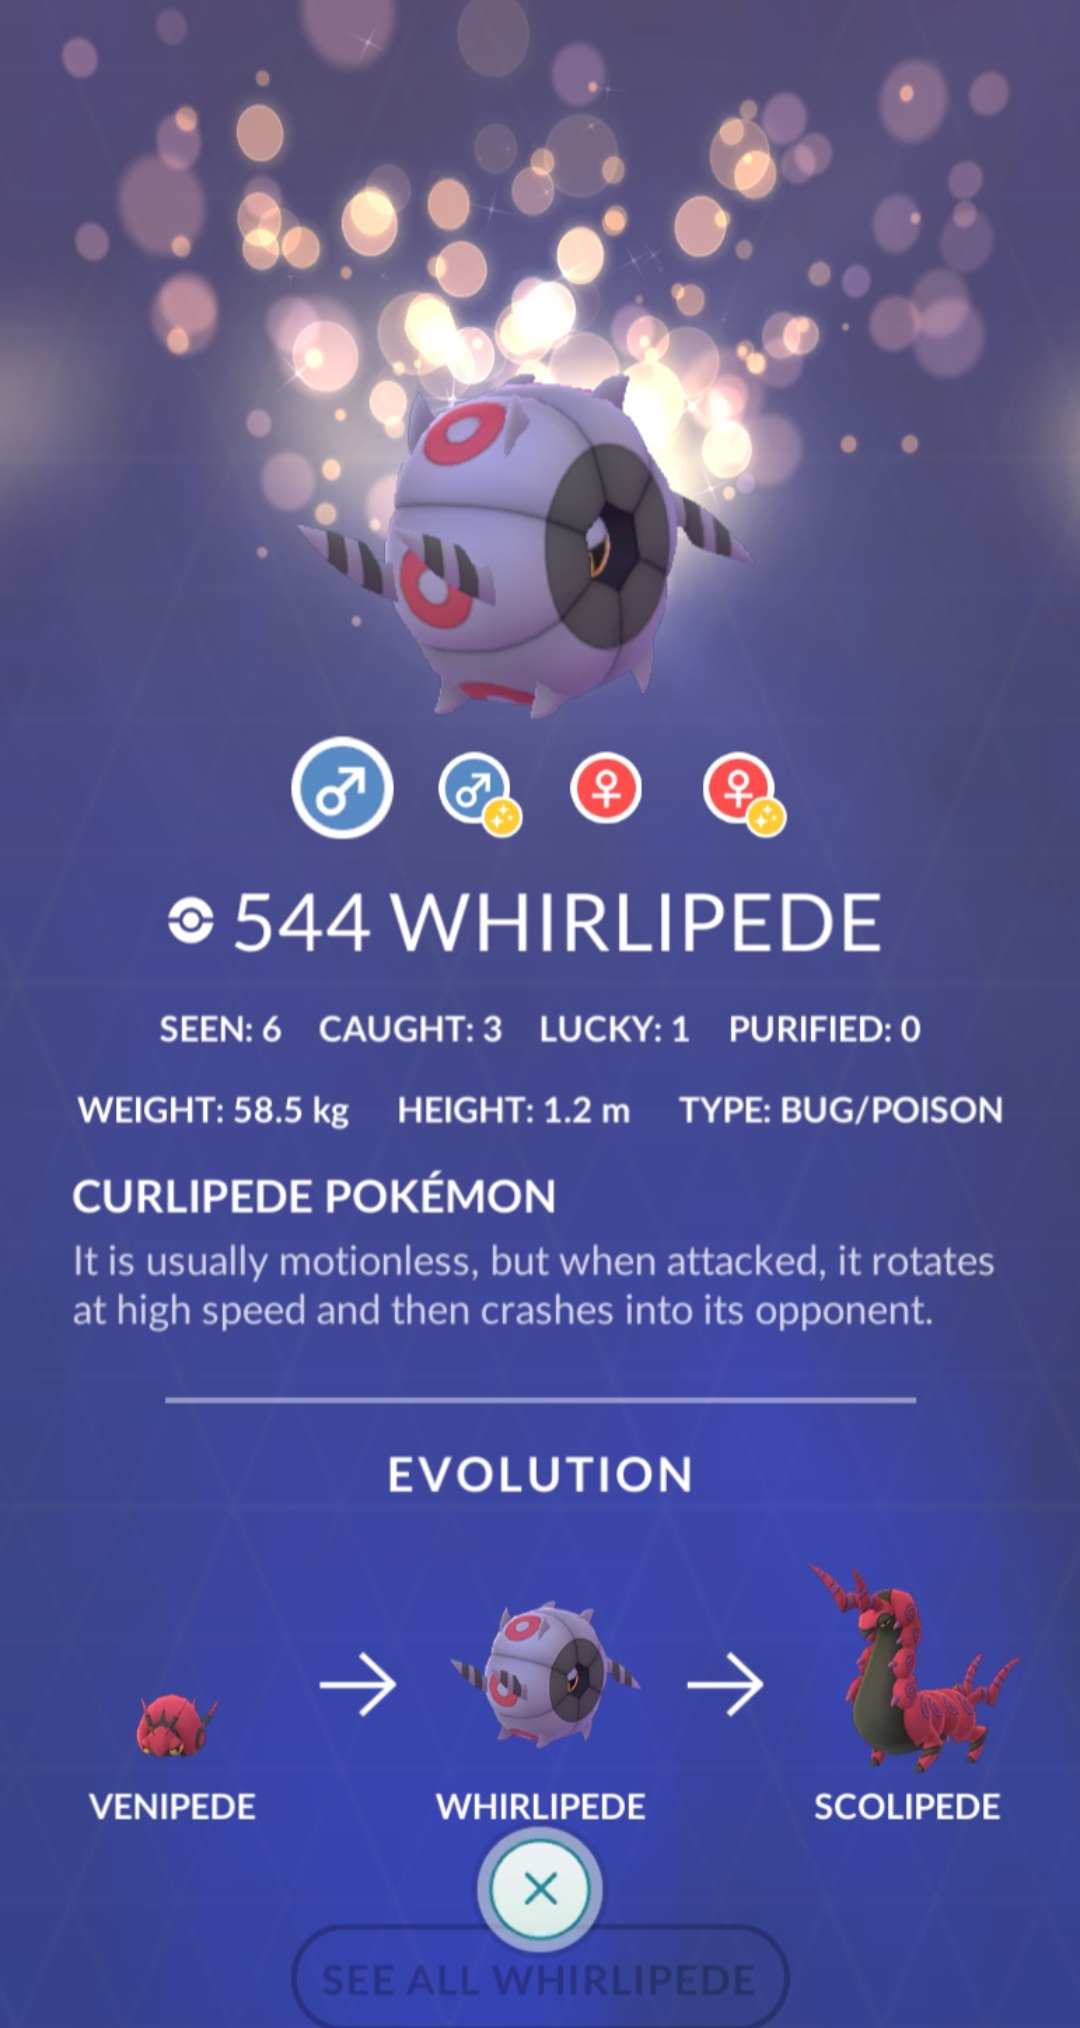 544 WHIRLIPEDE
SEEN: 6 CAUGHT: 3 LUCKY: 1 PURIFIED: 0
WEIGHT: 58.5 kg HEIGHT: 1.2 m TYPE: BUG/POISON
CURLIPEDE POKÉMON
It is usually motionless, but when attacked, it rotates
at high speed and then crashes into its opponent.
EVOLUTION
VENIPEDE WHIRLIPEDE SCOLIPEDE
SEE ALL WHIRLIPEDE